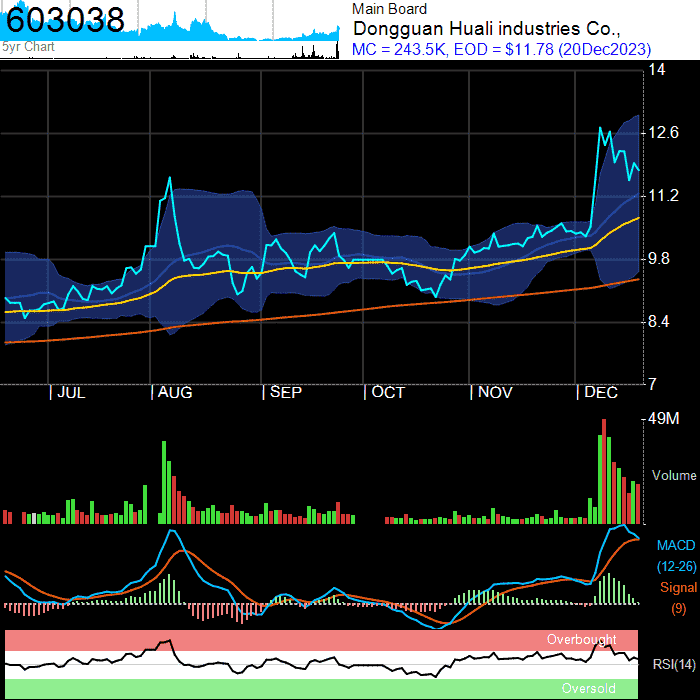 603038
5yr Chart
Main Board
Dongguan Huali industries Co.,
MC = 243.5K, EOD = $11.78 (20Dec2023)
14
12.6
11.2
9.8
8.4
7
| JUL | AUG | SEP | OCT | NOV | DEC
49M
Volume
MACD
(12-26)
Signal
(9)
Overbought
RSI(14)
Oversold